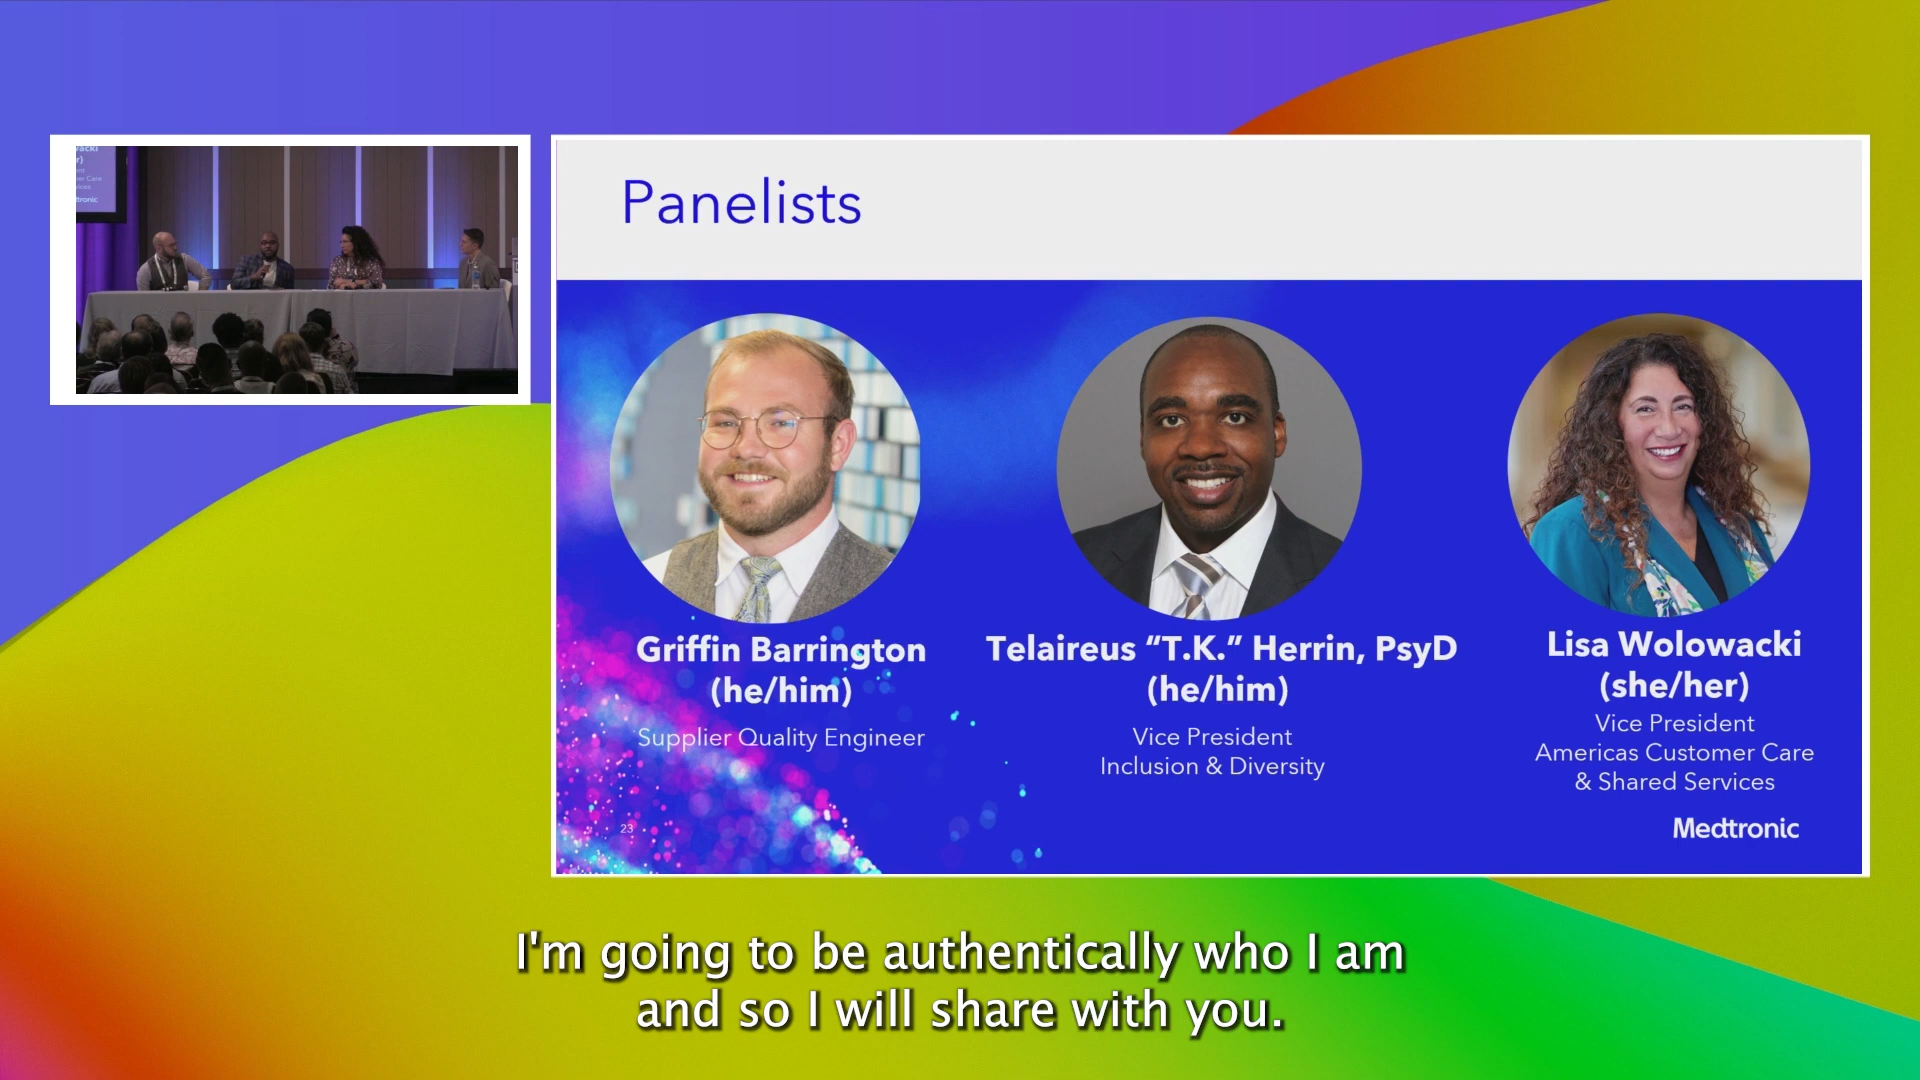 wacki
r)
Medtronic
Panelists
Griffin Barrington
(he/him)
Supplier Quality Engineer
Telaireus “T.K.” Herrin, PsyD
(he/him)
Vice President
Inclusion & Diversity
Lisa Wolowacki
(she/her)
Vice President
Americas Customer Care
& Shared Services
23
Medtronic
I'm going to be authentically who I am
and so I will share with you.